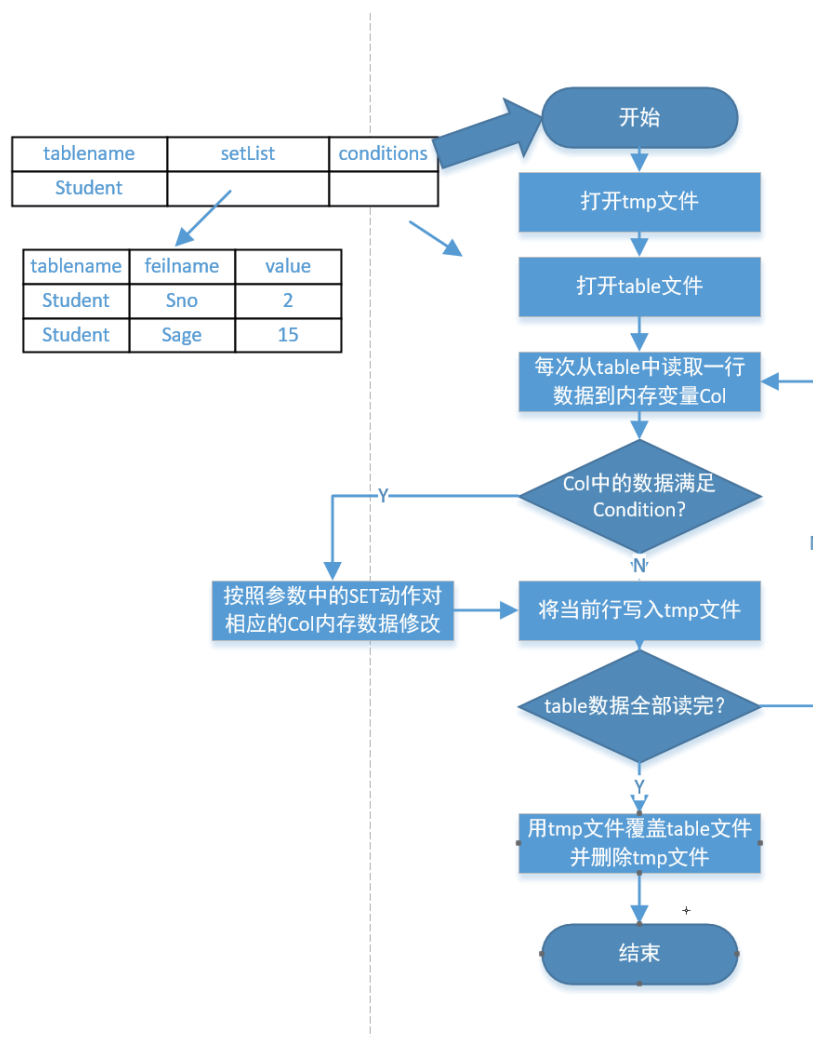 开始
tablename setList conditions
Student
打开tmp文件
tablename feilname value
Student Sno 2
Student Sage 15
打开table文件
每次从table中读取一行
数据到内存变量Col
Col中的数据满足
Condition?
Y
N
按照参数中的SET动作对
相应的Col内存数据修改
将当前行写入tmp文件
table数据全部读完?
Y
用tmp文件覆盖table文件
并删除tmp文件
结束